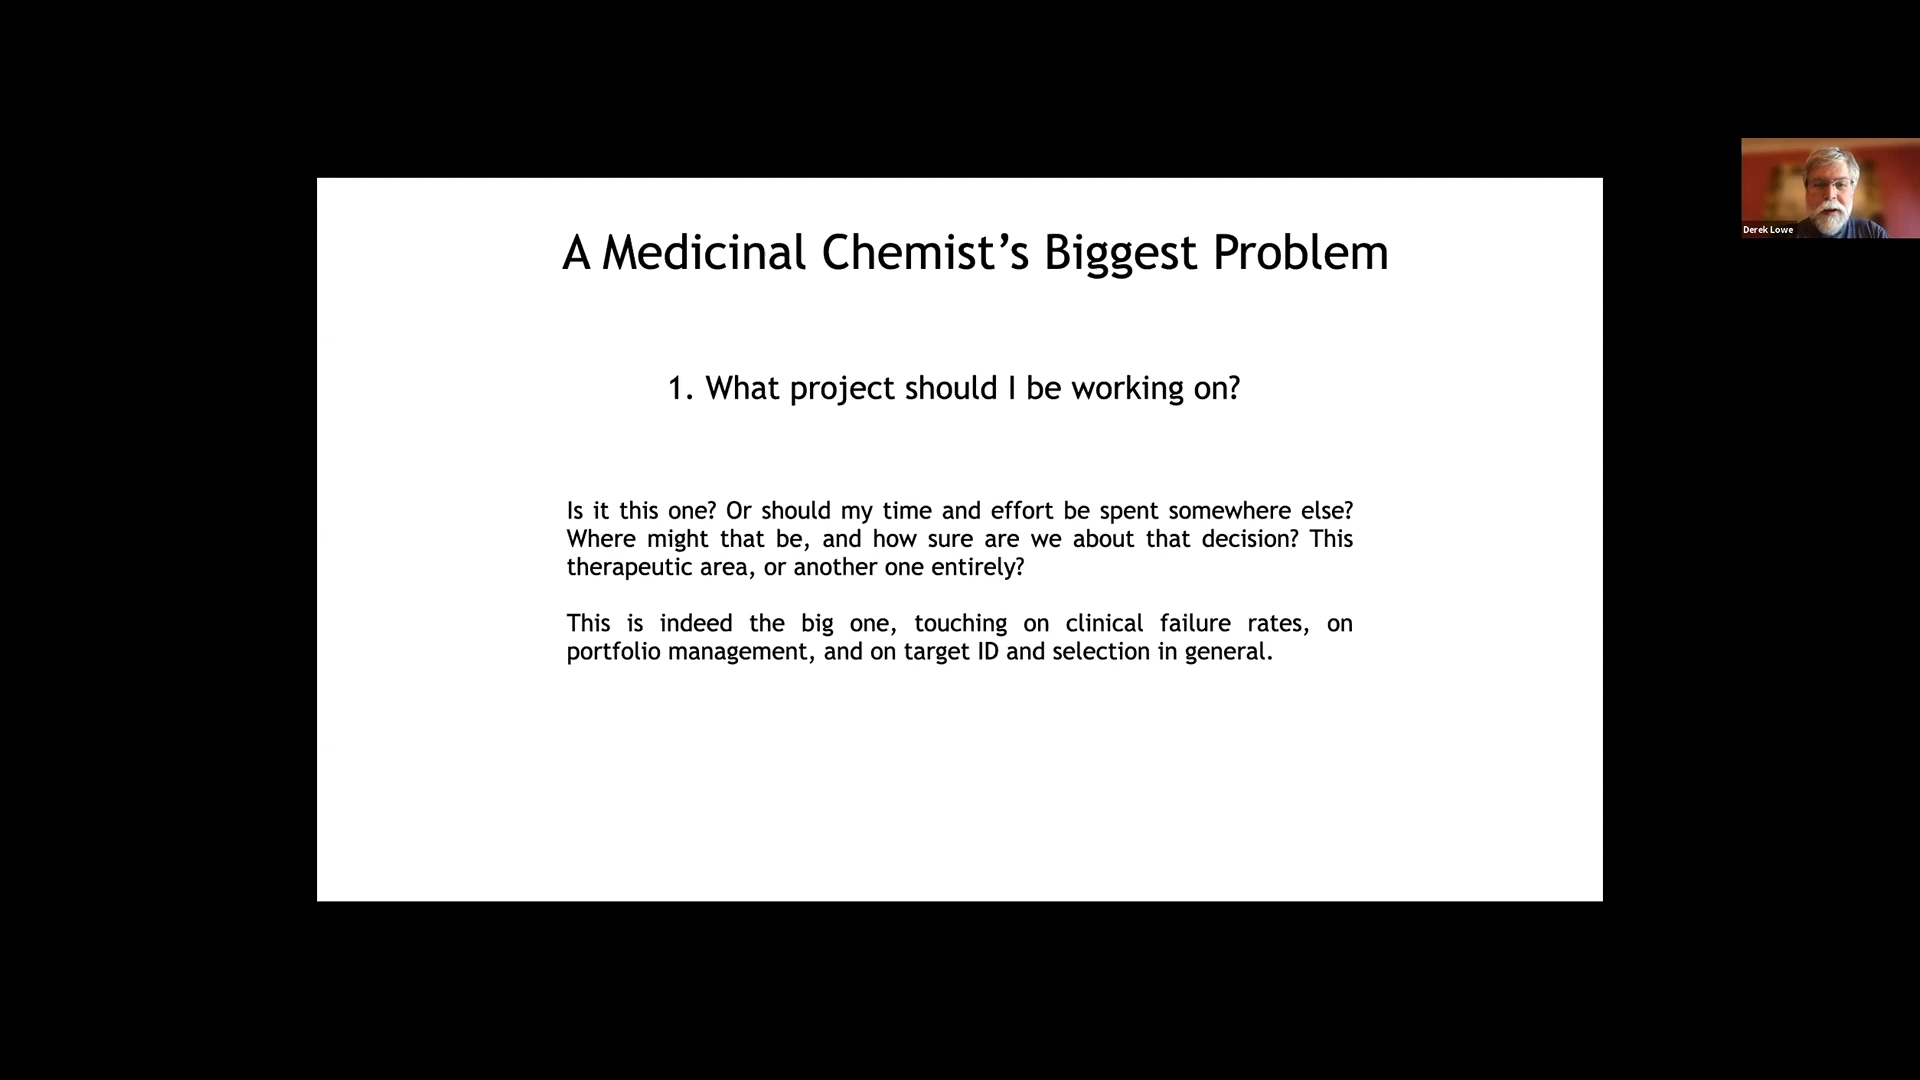 A Medicinal Chemist’s Biggest Problem
1. What project should I be working on?
Is it this one? Or should my time and effort be spent somewhere else?
Where might that be, and how sure are we about that decision? This
therapeutic area, or another one entirely?
This is indeed the big one, touching on clinical failure rates, on
portfolio management, and on target ID and selection in general.
Derek Lowe